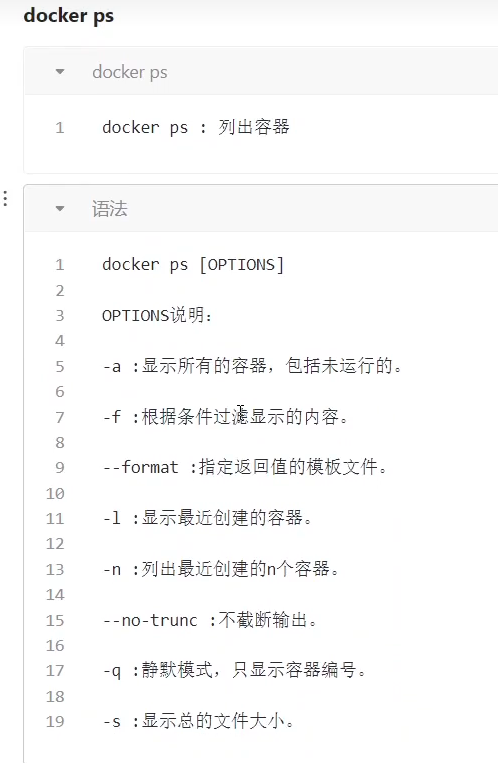 docker ps
docker ps
1 docker ps : 列出容器
语法
1 docker ps [OPTIONS]
2
3 OPTIONS说明：
4
5 -a :显示所有的容器，包括未运行的。
6
7 -f :根据条件过滤显示的内容。
8
9 --format :指定返回值的模板文件。
10
11 -l :显示最近创建的容器。
12
13 -n :列出最近创建的n个容器。
14
15 --no-trunc :不截断输出。
16
17 -q :静默模式，只显示容器编号。
18
19 -s :显示总的文件大小。